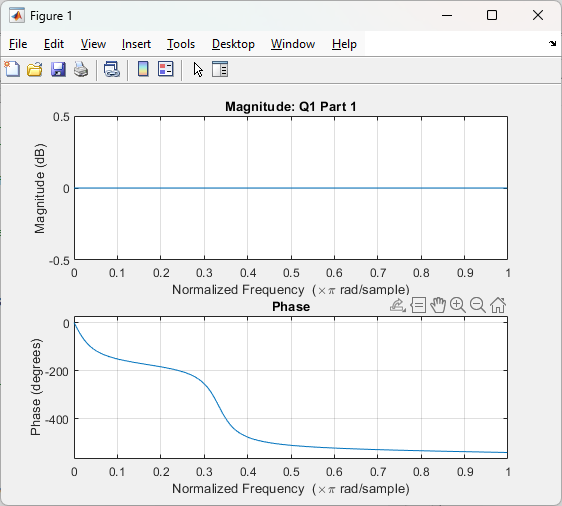 Figure 1
File Edit View Insert Tools Desktop Window Help
Magnitude: Q1 Part 1
Magnitude (dB)
0.5
0
-0.5
0 0.1 0.2 0.3 0.4 0.5 0.6 0.7 0.8 0.9 1
Normalized Frequency (×π rad/sample)
Phase
Phase (degrees)
0
-200
-400
0 0.1 0.2 0.3 0.4 0.5 0.6 0.7 0.8 0.9 1
Normalized Frequency (×π rad/sample)